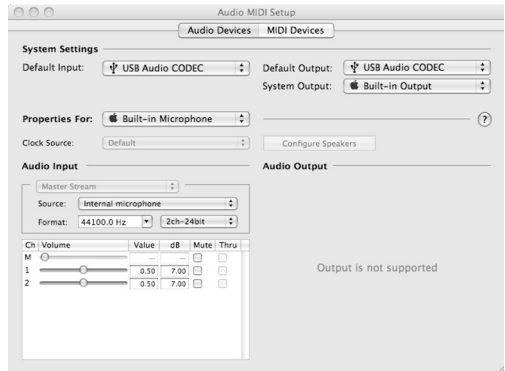 Audio MIDI Setup
Audio Devices MIDI Devices
System Settings
Default Input: USB Audio CODEC Default Output: USB Audio CODEC
System Output: Built-in Output
Properties For: Built-in Microphone ?
Clock Source: Default Configure Speakers
Audio Input Audio Output
Master Stream
Source: Internal microphone
Format: 44100.0 Hz 2ch-24bit
Ch Volume Value dB Mute Thru
M -- --
1 0.50 7.00
2 0.50 7.00
Output is not supported